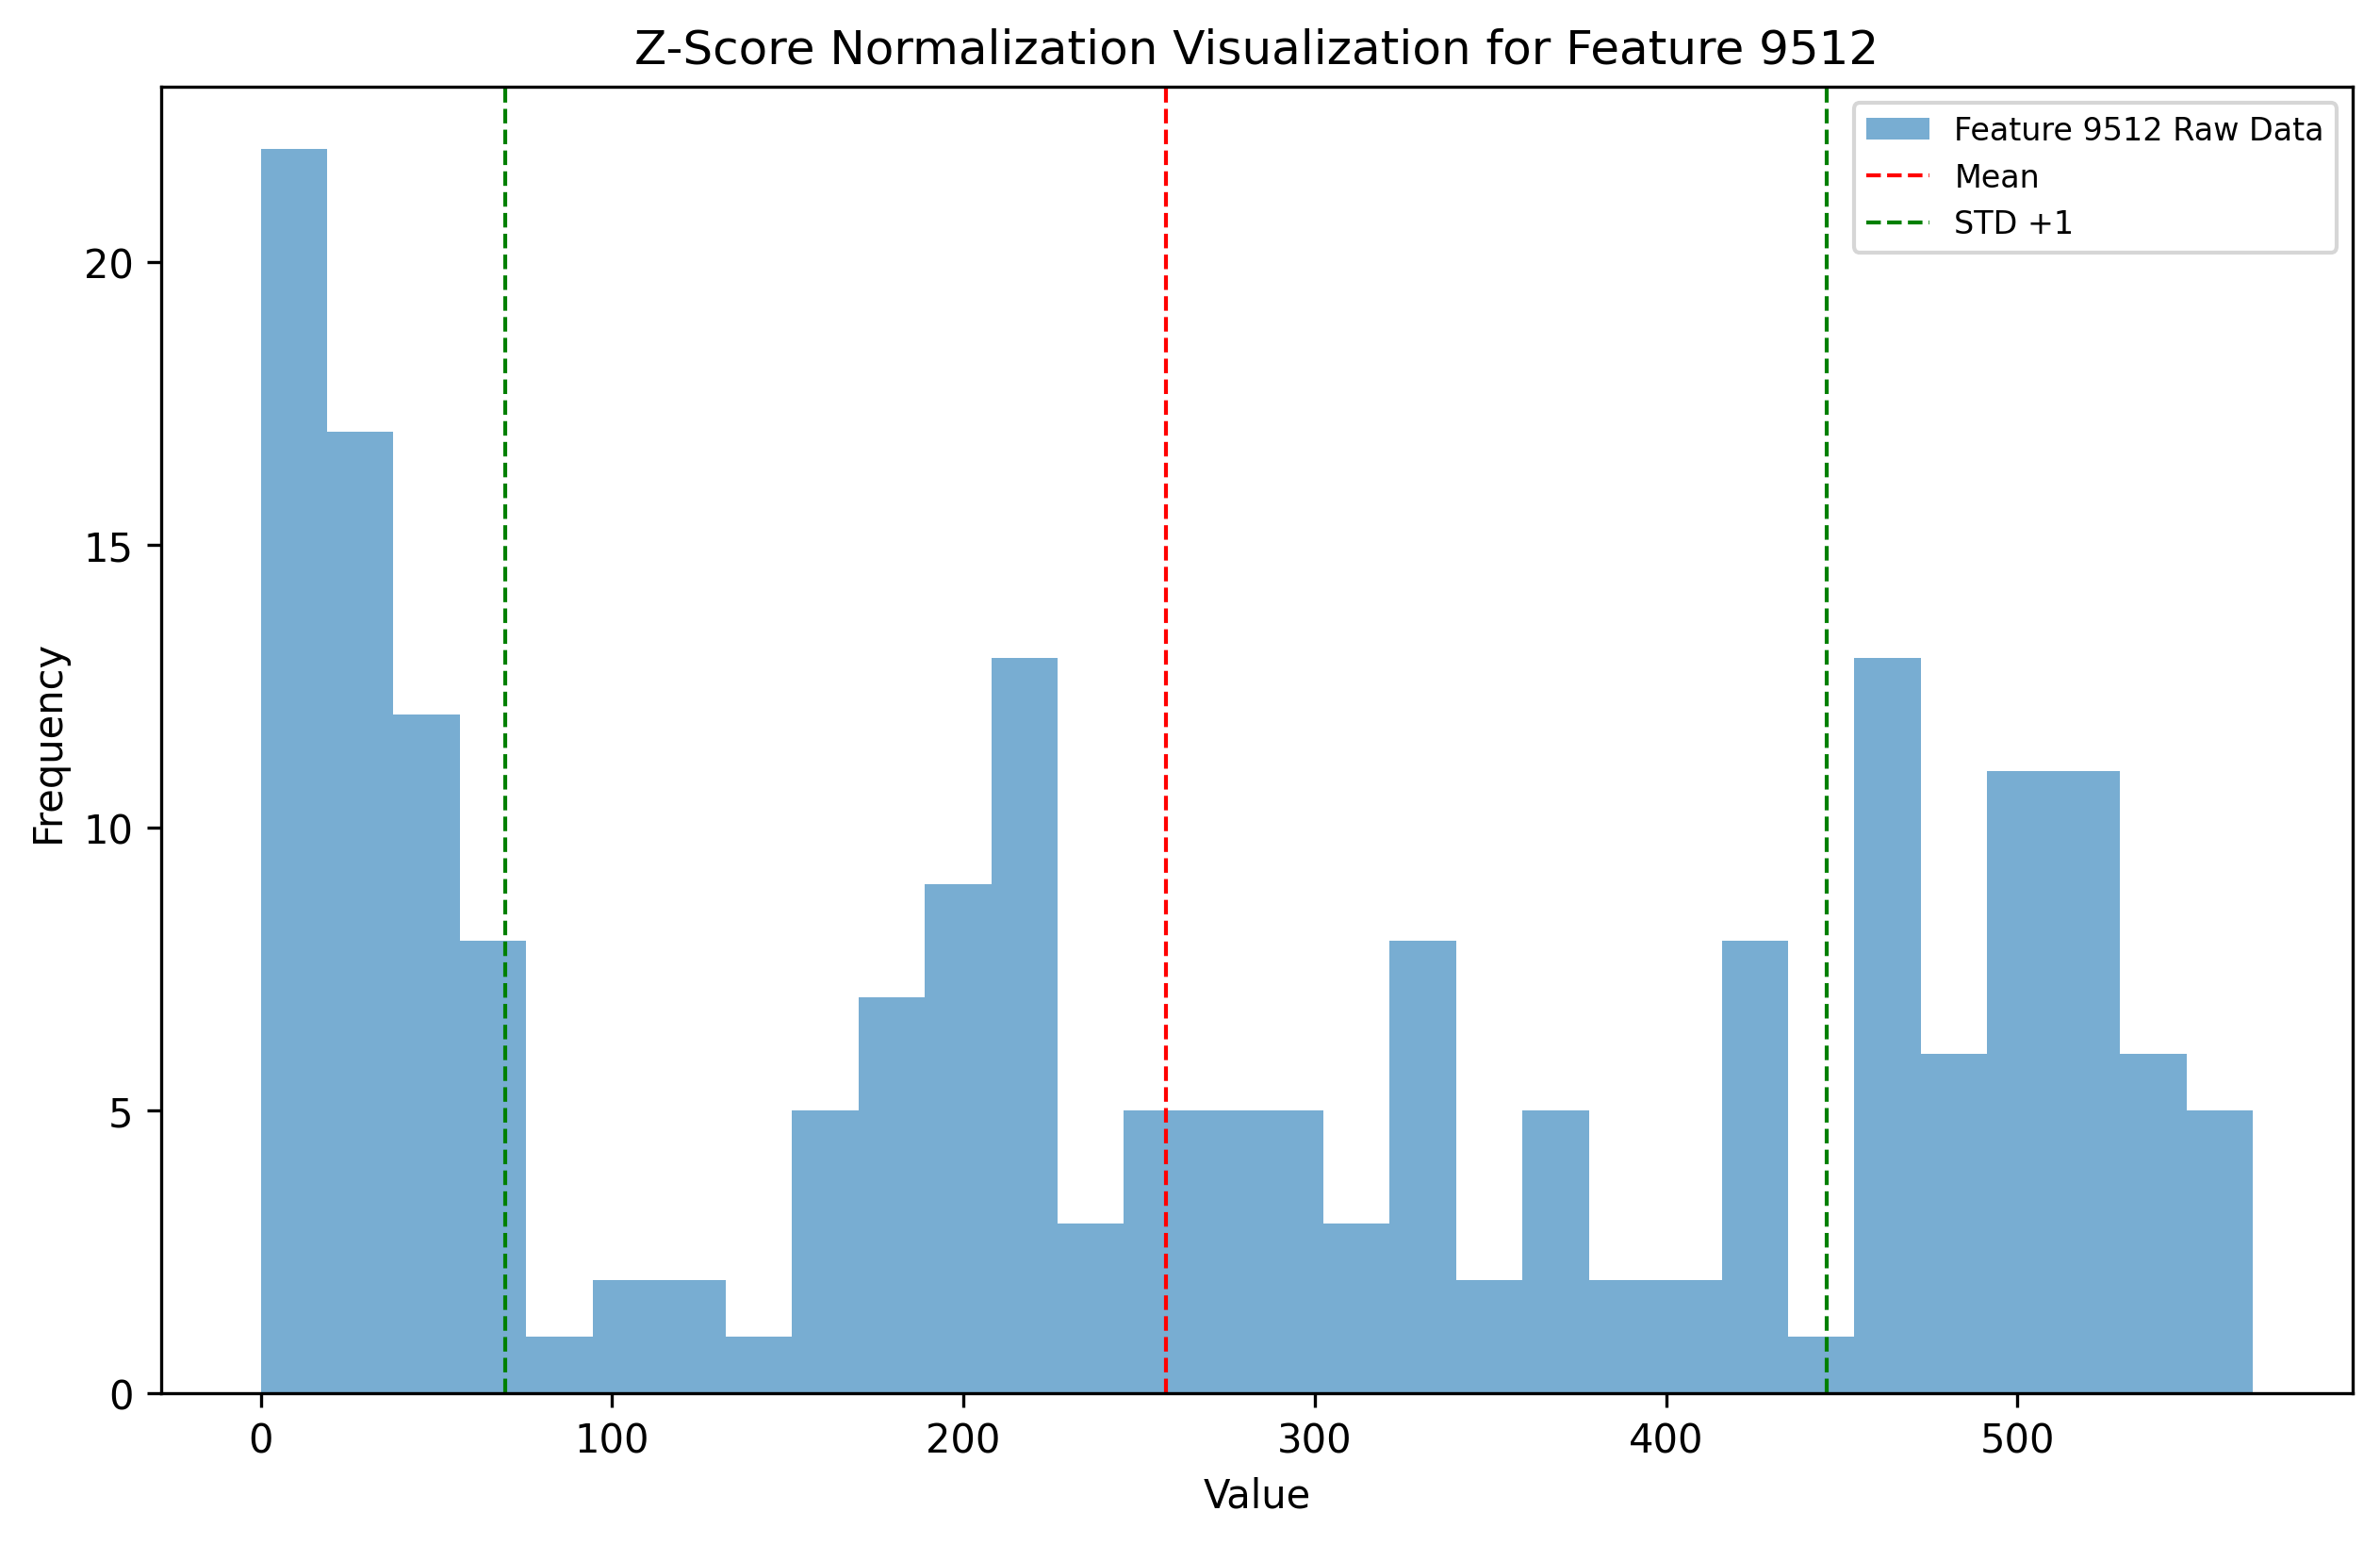 Z-Score Normalization Visualization for Feature 9512
Feature 9512 Raw Data
Mean
STD +1
Frequency
20
15
10
5
0
0 100 200 300 400 500
Value